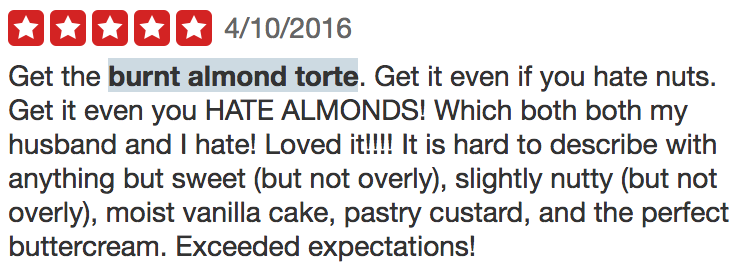 4/10/2016
Get the burnt almond torte. Get it even if you hate nuts.
Get it even you HATE ALMONDS! Which both both my
husband and I hate! Loved it!!!! It is hard to describe with
anything but sweet (but not overly), slightly nutty (but not
overly), moist vanilla cake, pastry custard, and the perfect
buttercream. Exceeded expectations!